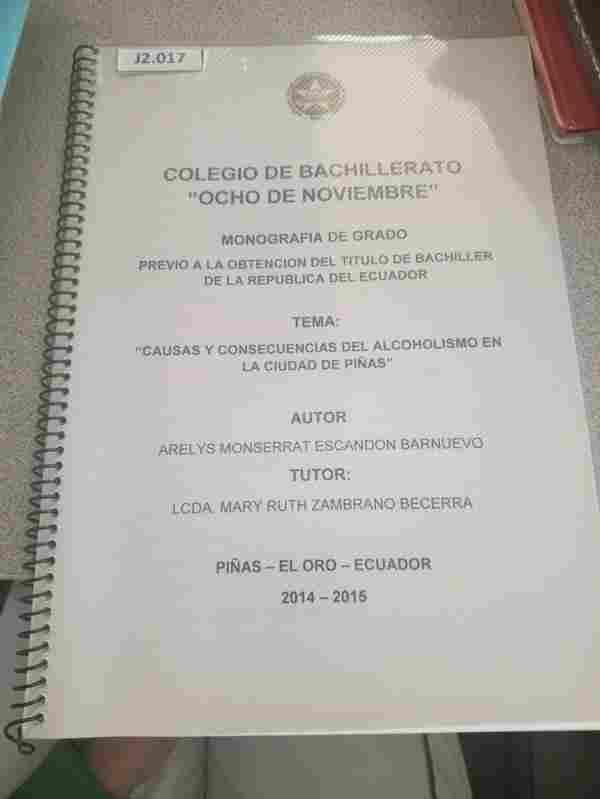 J2.017
COLEGIO DE BACHILLERATO
"OCHO DE NOVIEMBRE"
MONOGRAFIA DE GRADO
PREVIO A LA OBTENCION DEL TITULO DE BACHILLER
DE LA REPUBLICA DEL ECUADOR
TEMA:
"CAUSAS Y CONSECUENCIAS DEL ALCOHOLISMO EN
LA CIUDAD DE PIÑAS"
AUTOR
ARELYS MONSERRAT ESCANDON BARNUEVO
TUTOR:
LCDA. MARY RUTH ZAMBRANO BECERRA
PIÑAS – EL ORO – ECUADOR
2014 – 2015